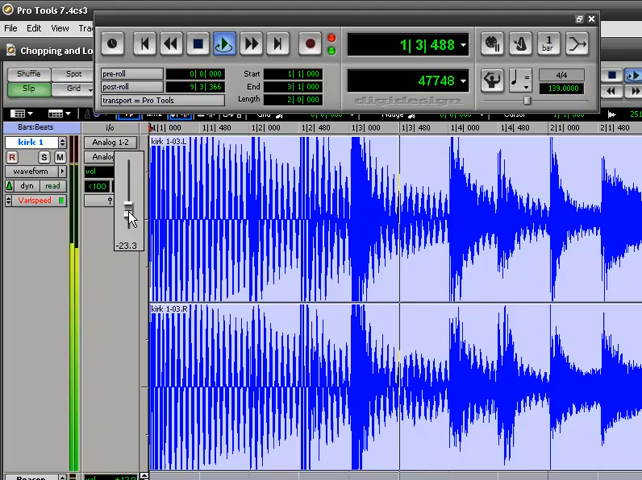 Pro Tools 7.4cs3
File
Edit
View
Chopping and Lo
1| 3| 488
47748
pre-roll 0| 0| 000
post-roll 9| 3| 366
transport = Pro Tools
Start 1| 1| 000
End 3| 1| 000
Length 2| 0| 000
digidesign
1
bar
4/4
139.0000
Shuffle
Spot
Slip
Grid
Bars:Beats
i/o
1|1| 000
1|1| 480
1|2| 000
1|2| 480
1|3| 000
1|3| 480
1|4| 000
1|4| 480
2|1| 000
2|1| 480
kirk 1
R
S
M
waveform
dyn
read
Varispeed
Analog 1-2
vol
<100
-23.3
kirk 1-03.L
kirk 1-03.R